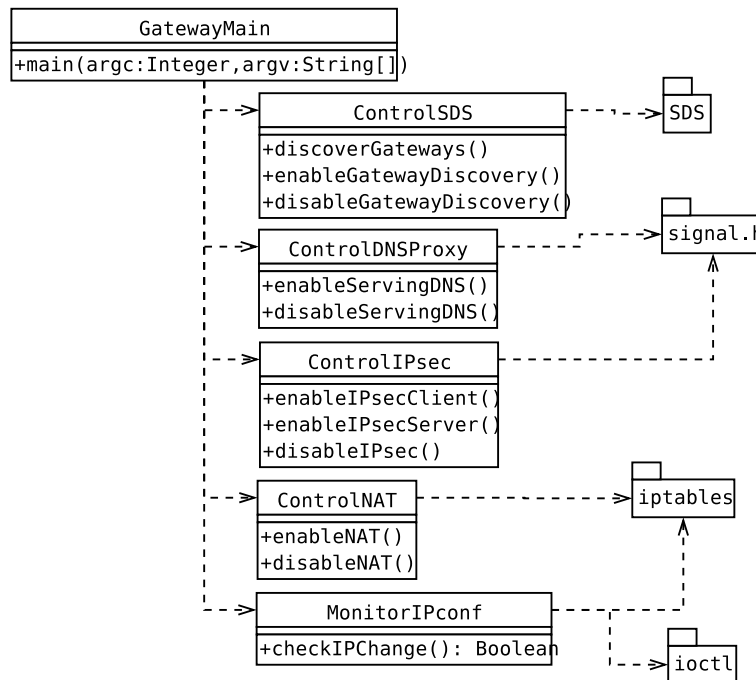 GatewayMain
+main(argc:Integer,argv:String[])
ControlSDS
+discoverGateways()
+enableGatewayDiscovery()
+disableGatewayDiscovery()
SDS
ControlDNSProxy
+enableServingDNS()
+disableServingDNS()
signal.h
ControlIPsec
+enableIPsecClient()
+enableIPsecServer()
+disableIPsec()
ControlNAT
+enableNAT()
+disableNAT()
iptables
MonitorIPconf
+checkIPChange(): Boolean
ioctl